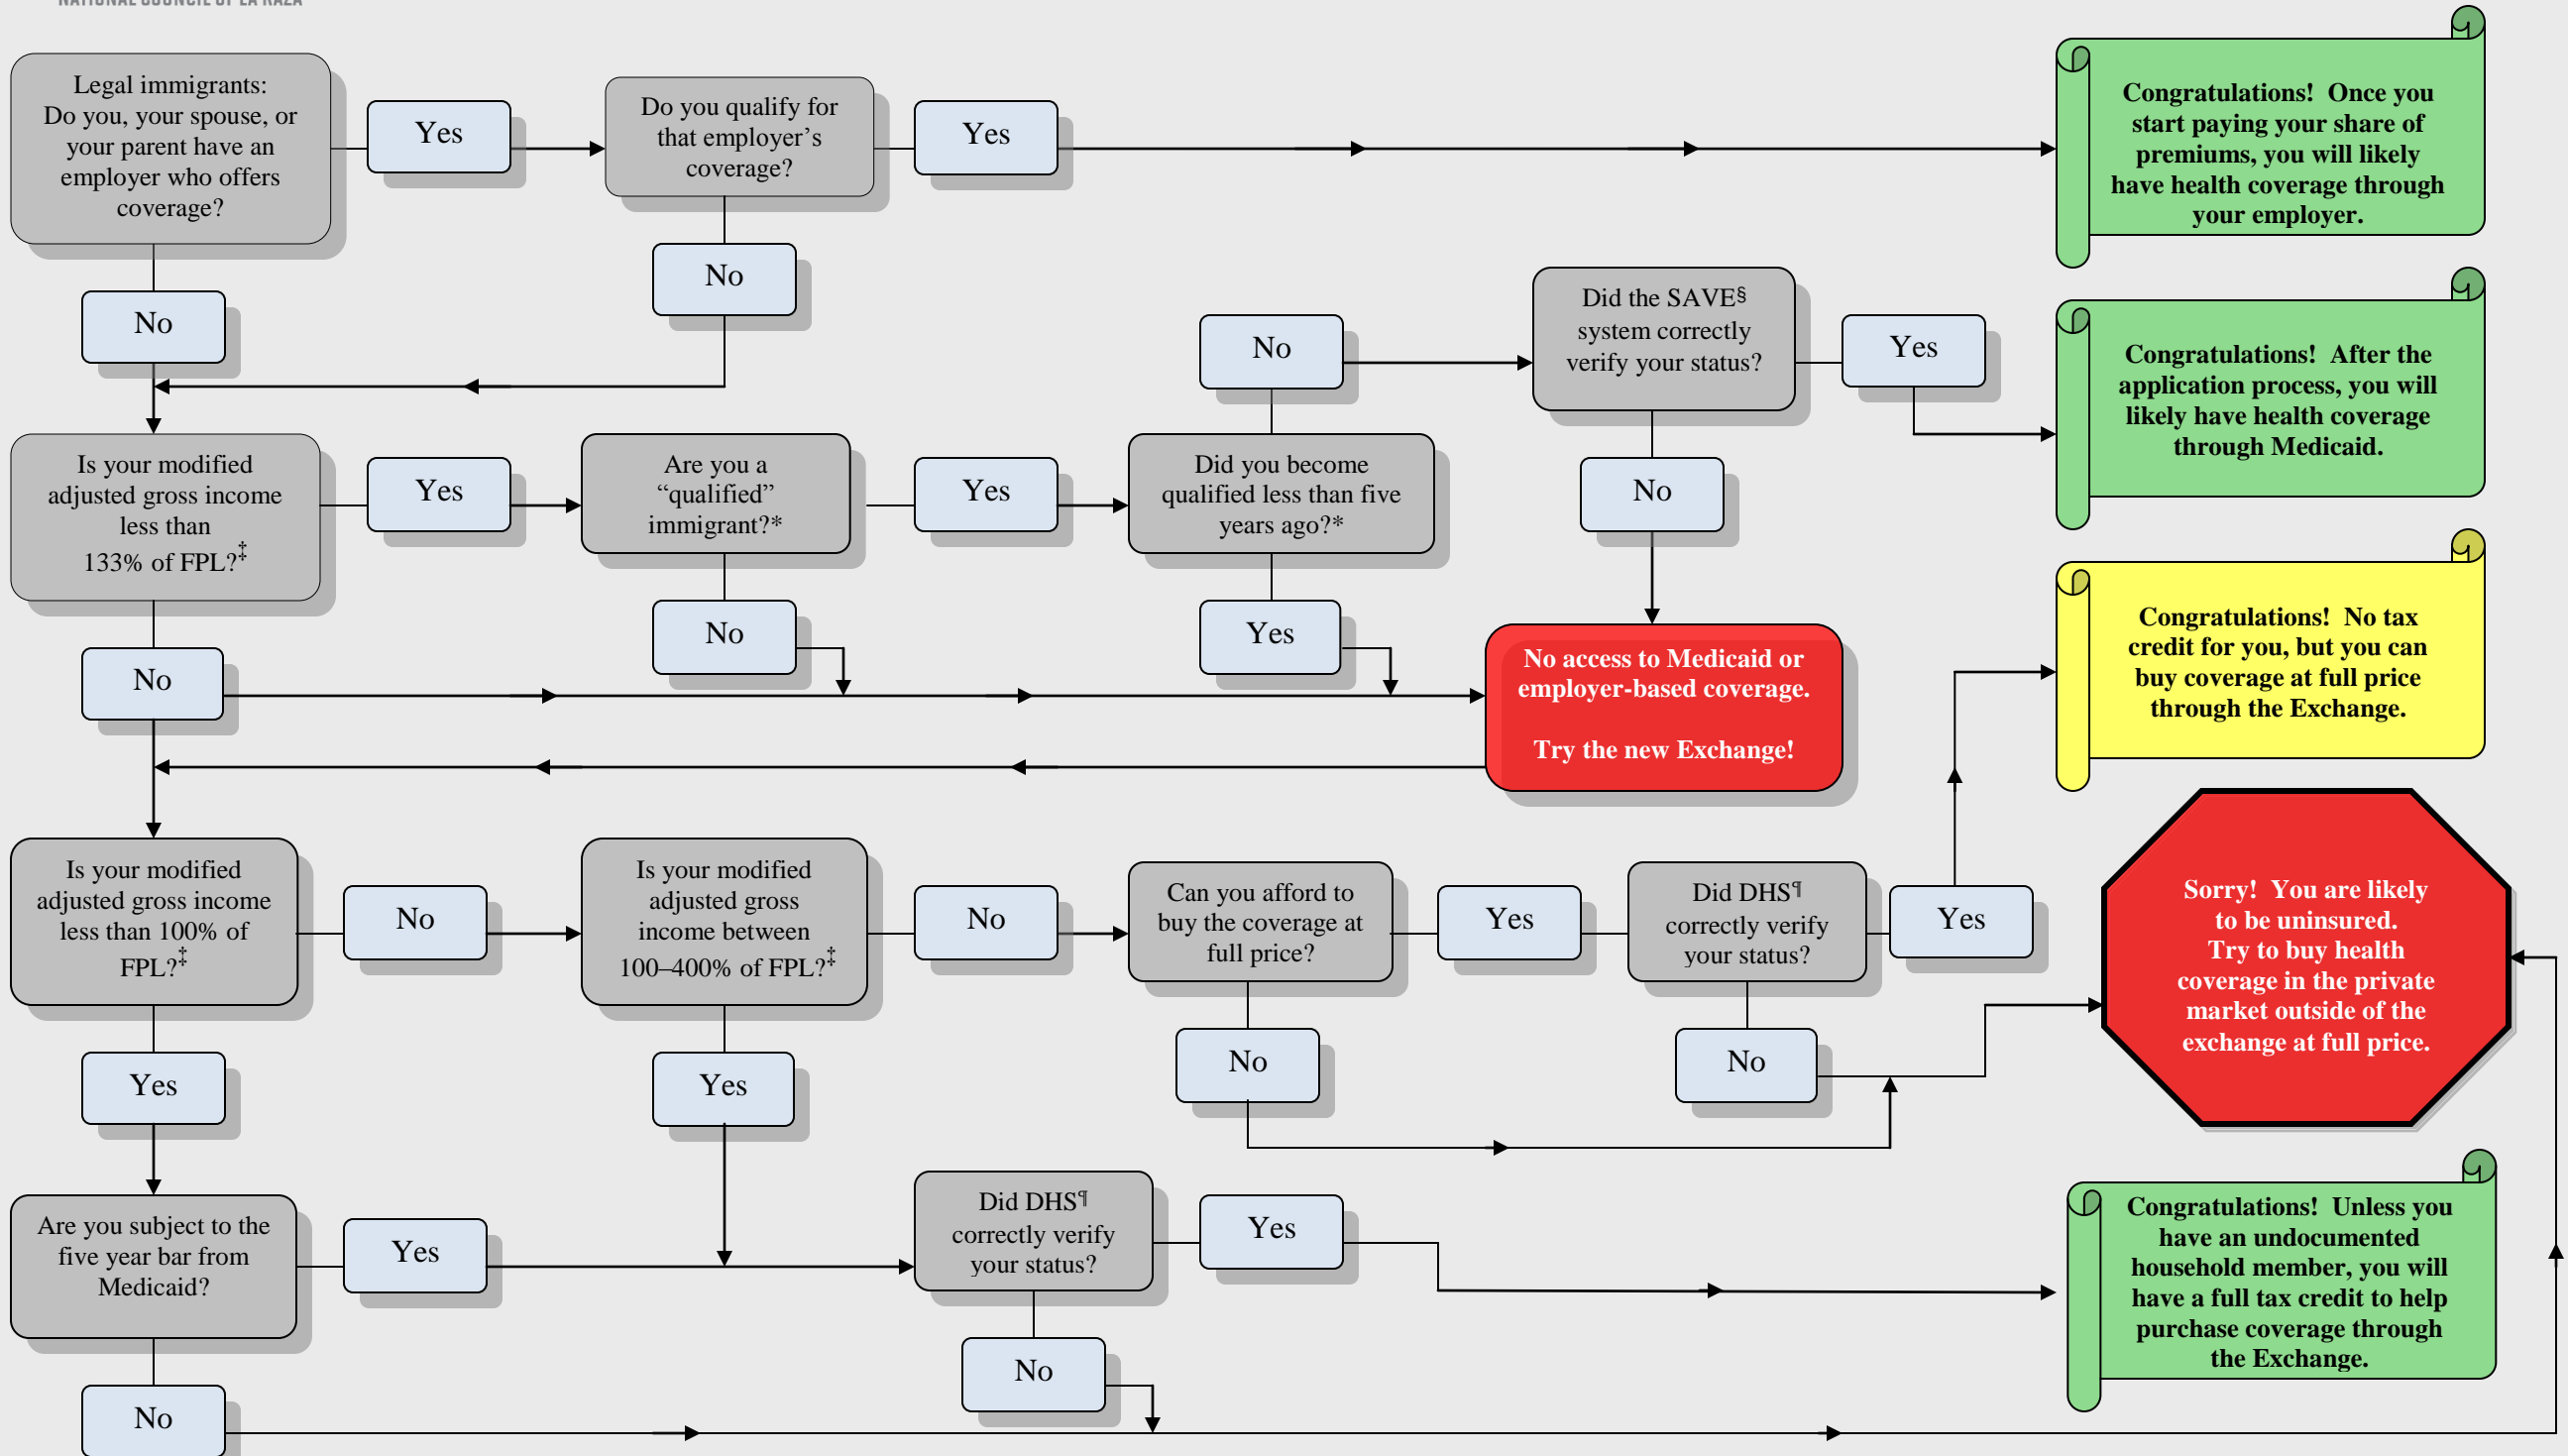 NATIONAL COUNCIL OF LA RAZA
Legal immigrants:
Do you, your spouse, or
your parent have an
employer who offers
coverage?
Yes
Do you qualify for
that employer's
coverage?
Yes
Congratulations!  Once you
start paying your share of
premiums, you will likely
have health coverage through
your employer.
No
No
No
Did the SAVE§
system correctly
verify your status?
Yes
Congratulations!  After the
application process, you will
likely have health coverage
through Medicaid.
Is your modified
adjusted gross income
less than
133% of FPL?‡
Yes
Are you a
“qualified”
immigrant?*
Yes
Did you become
qualified less than five
years ago?*
No
No
No
Yes
No access to Medicaid or
employer-based coverage.
Try the new Exchange!
Congratulations!  No tax
credit for you, but you can
buy coverage at full price
through the Exchange.
Is your modified
adjusted gross income
less than 100% of
FPL?‡
No
Is your modified
adjusted gross
income between
100–400% of FPL?‡
No
Can you afford to
buy the coverage at
full price?
Yes
Did DHS¶
correctly verify
your status?
Yes
Sorry!  You are likely
to be uninsured.
Try to buy health
coverage in the private
market outside of the
exchange at full price.
Yes
Yes
No
No
Are you subject to the
five year bar from
Medicaid?
Yes
Did DHS¶
correctly verify
your status?
Yes
Congratulations!  Unless you
have an undocumented
household member, you will
have a full tax credit to help
purchase coverage through
the Exchange.
No
No